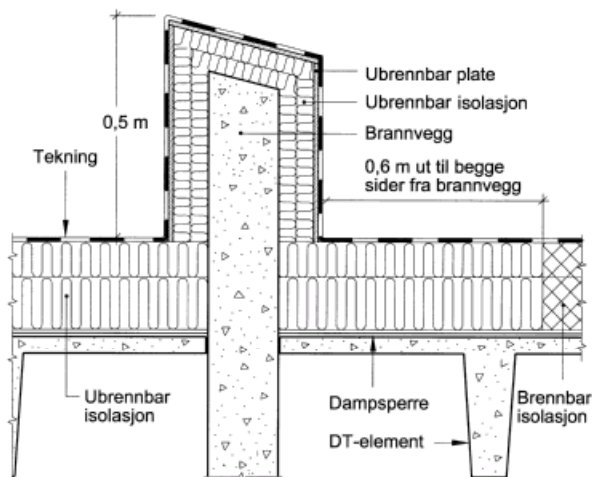 Ubrennbar plate
Ubrennbar isolasjon
0,5 m
Brannvegg
Tekning
0,6 m ut til begge
sider fra brannvegg
Ubrennbar
isolasjon
Dampsperre
DT-element
Brennbar
isolasjon